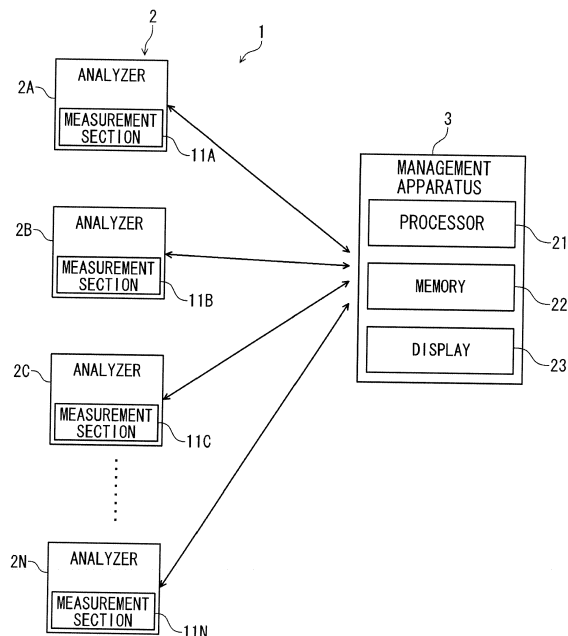 2
1
ANALYZER
2A
MEASUREMENT
SECTION
11A
3
MANAGEMENT
APPARATUS
PROCESSOR
21
MEMORY
22
DISPLAY
23
ANALYZER
2B
MEASUREMENT
SECTION
11B
ANALYZER
2C
MEASUREMENT
SECTION
11C
ANALYZER
2N
MEASUREMENT
SECTION
11N